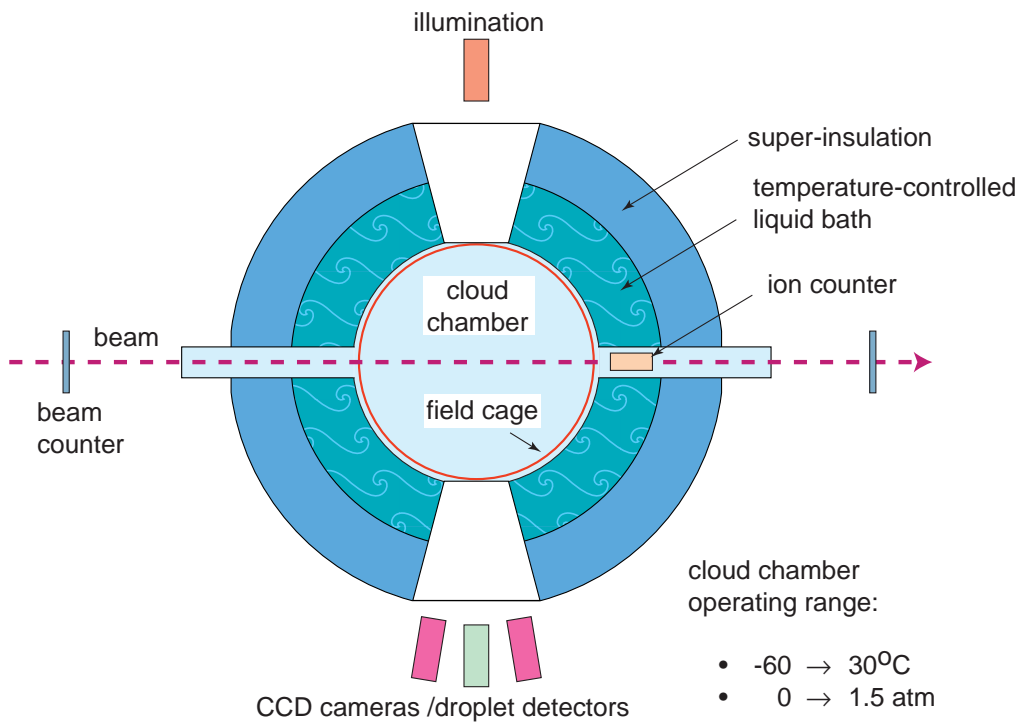 illumination
super-insulation
temperature-controlled
liquid bath
ion counter
cloud
chamber
beam
field cage
beam
counter
cloud chamber
operating range:
• -60 → 30°C
• 0 → 1.5 atm
CCD cameras /droplet detectors